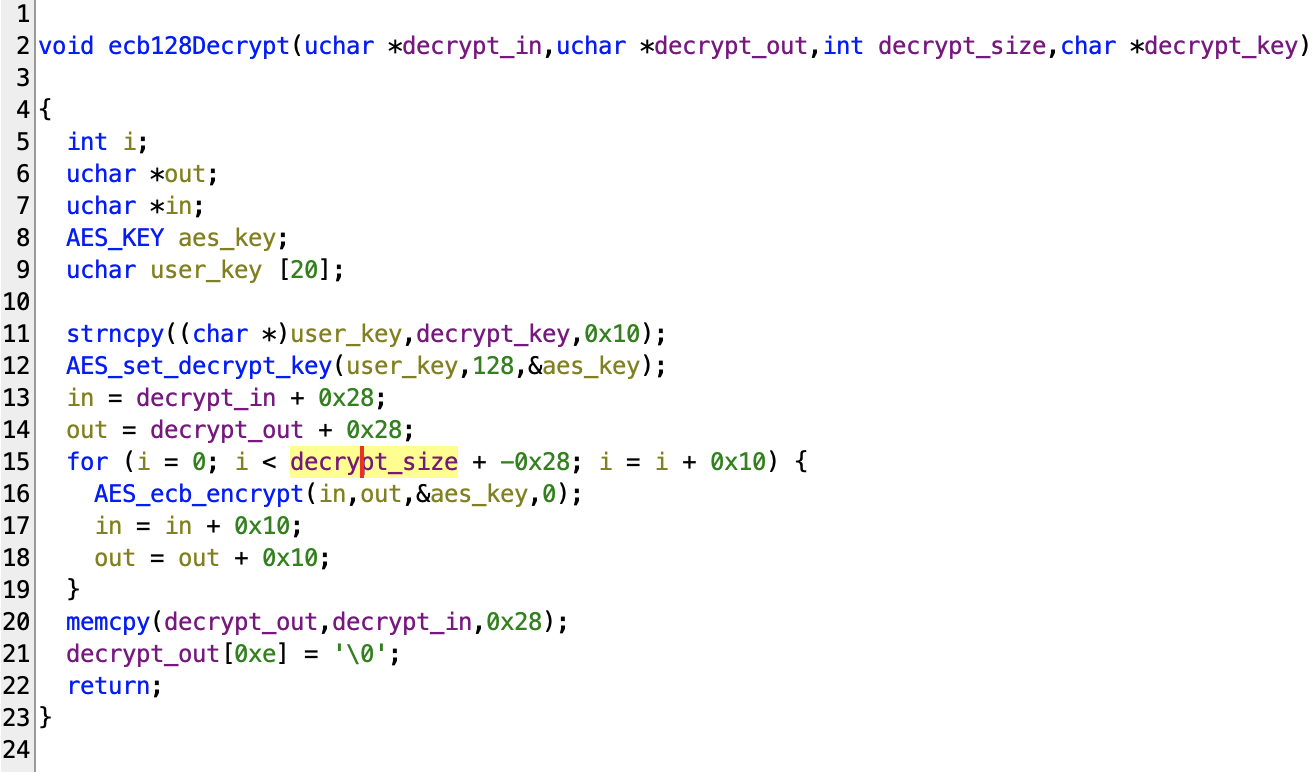 1
2 void ecb128Decrypt(uchar *decrypt_in,uchar *decrypt_out,int decrypt_size,char *decrypt_key)
3
4 {
5   int i;
6   uchar *out;
7   uchar *in;
8   AES_KEY aes_key;
9   uchar user_key [20];
10
11   strncpy((char *)user_key,decrypt_key,0x10);
12   AES_set_decrypt_key(user_key,128,&aes_key);
13   in = decrypt_in + 0x28;
14   out = decrypt_out + 0x28;
15   for (i = 0; i < decrypt_size + -0x28; i = i + 0x10) {
16     AES_ecb_encrypt(in,out,&aes_key,0);
17     in = in + 0x10;
18     out = out + 0x10;
19   }
20   memcpy(decrypt_out,decrypt_in,0x28);
21   decrypt_out[0xe] = '\0';
22   return;
23 }
24